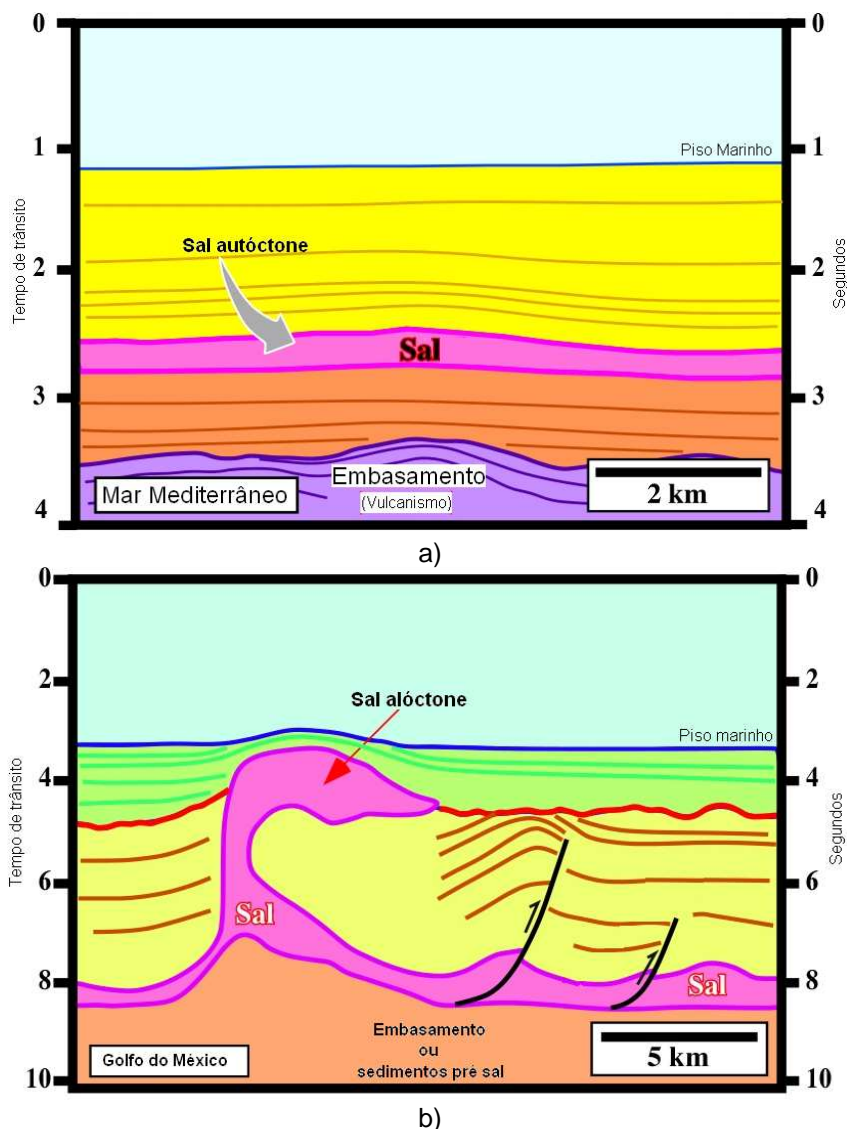 0
0
1
1
Piso Marinho
Tempo de trânsito
Segundos
Sal autóctone
2
2
Sal
3
3
Embasamento
(Vulcanismo)
Mar Mediterrâneo
2 km
4
4
a)
0
0
2
2
Sal alóctone
Piso marinho
4
4
Tempo de trânsito
Segundos
6
6
Sal
8
8
Sal
Embasamento
ou
sedimentos pré sal
Golfo do México
5 km
10
10
b)